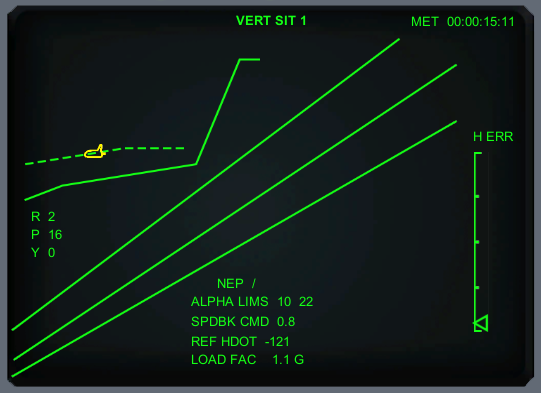 VERT SIT 1
MET 00:00:15:11
H ERR
R 2
P 16
Y 0
NEP /
ALPHA LIMS 10 22
SPDBK CMD 0.8
REF HDOT -121
LOAD FAC 1.1 G